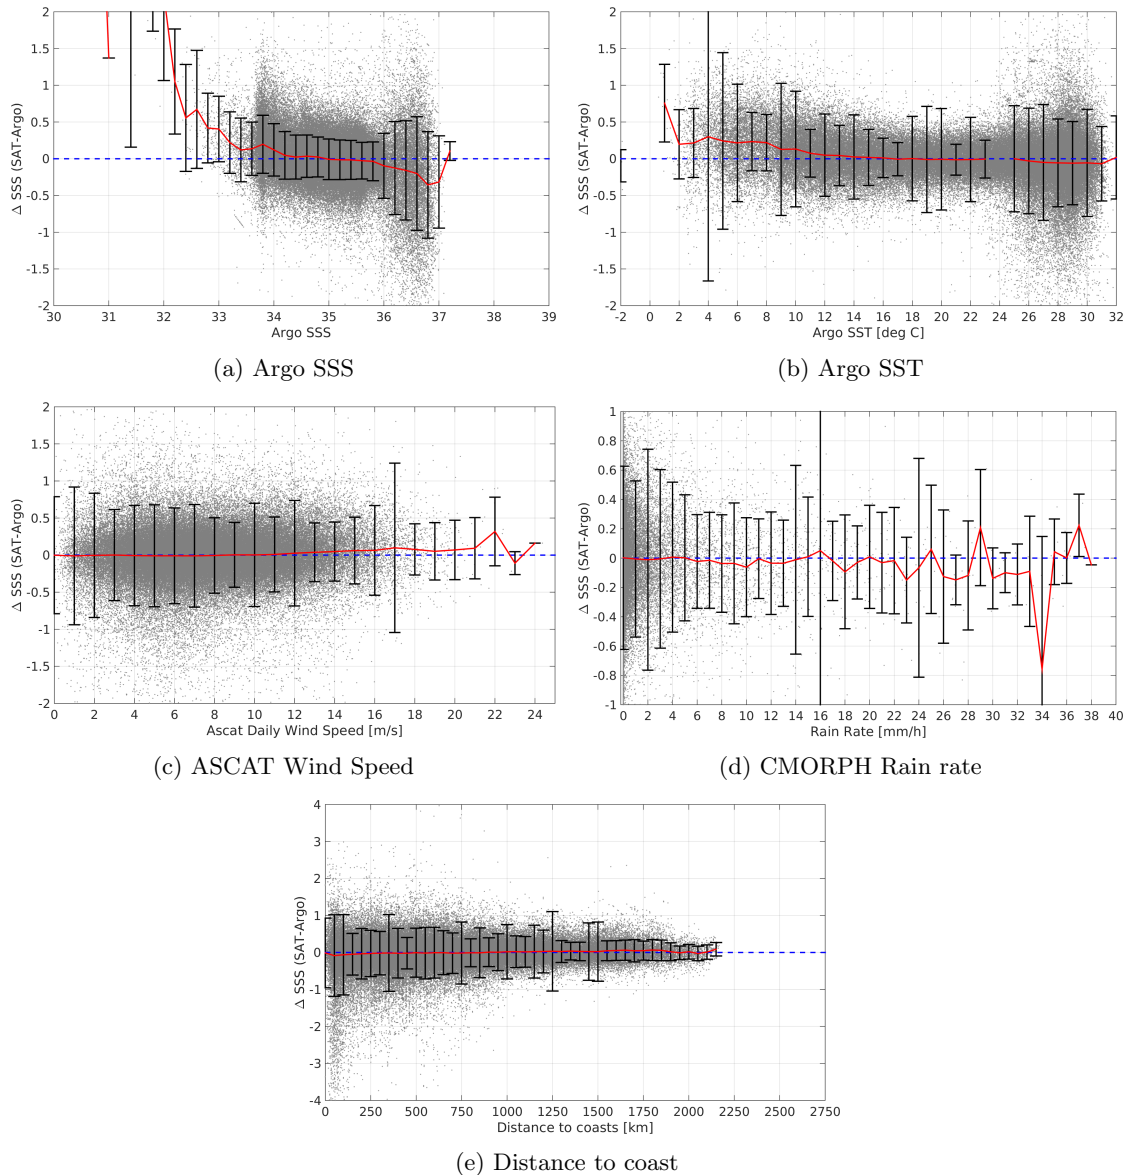 2
1.5
1
0.5
0
-0.5
-1
-1.5
-2
Δ SSS (SAT-Argo)
30 31 32 33 34 35 36 37 38 39
Argo SSS
(a) Argo SSS
2
1.5
1
0.5
0
-0.5
-1
-1.5
-2
Δ SSS (SAT-Argo)
-2 0 2 4 6 8 10 12 14 16 18 20 22 24 26 28 30 32
Argo SST [deg C]
(b) Argo SST
2
1.5
1
0.5
0
-0.5
-1
-1.5
-2
Δ SSS (SAT-Argo)
0 2 4 6 8 10 12 14 16 18 20 22 24
Ascat Daily Wind Speed [m/s]
(c) ASCAT Wind Speed
1
0.8
0.6
0.4
0.2
0
-0.2
-0.4
-0.6
-0.8
-1
Δ SSS (SAT-Argo)
0 2 4 6 8 10 12 14 16 18 20 22 24 26 28 30 32 34 36 38 40
Rain Rate [mm/h]
(d) CMORPH Rain rate
4
3
2
1
0
-1
-2
-3
-4
Δ SSS (SAT-Argo)
0 250 500 750 1000 1250 1500 1750 2000 2250 2500 2750
Distance to coasts [km]
(e) Distance to coast